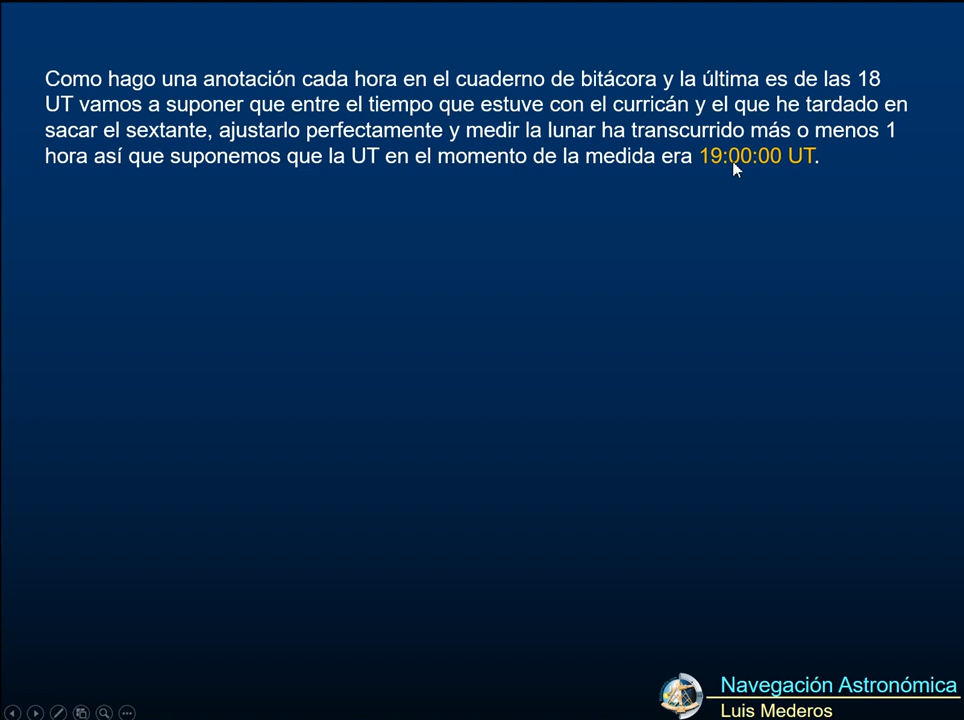 Como hago una anotación cada hora en el cuaderno de bitácora y la última es de las 18
UT vamos a suponer que entre el tiempo que estuve con el curricán y el que he tardado en
sacar el sextante, ajustarlo perfectamente y medir la lunar ha transcurrido más o menos 1
hora así que suponemos que la UT en el momento de la medida era 19:00:00 UT.
Navegación Astronómica
Luis Mederos